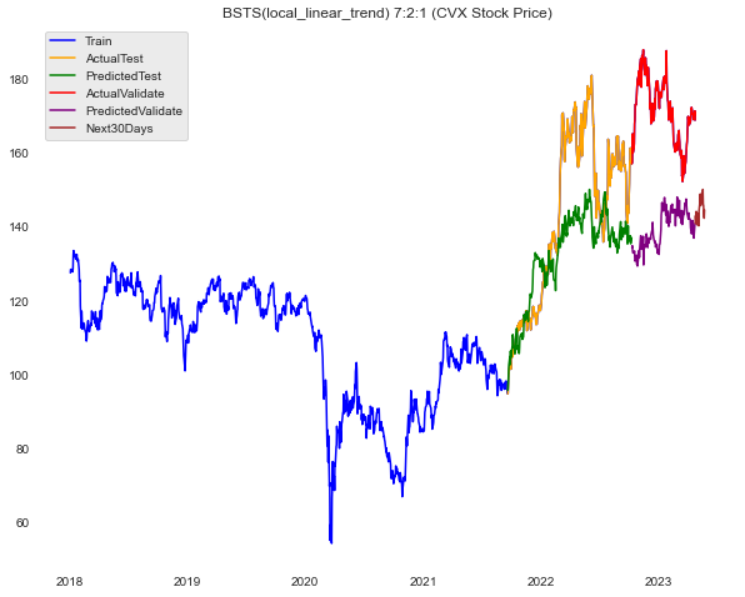 BSTS(local_linear_trend) 7:2:1 (CVX Stock Price)
Train
ActualTest
PredictedTest
ActualValidate
PredictedValidate
Next30Days
180
160
140
120
100
80
60
2018 2019 2020 2021 2022 2023